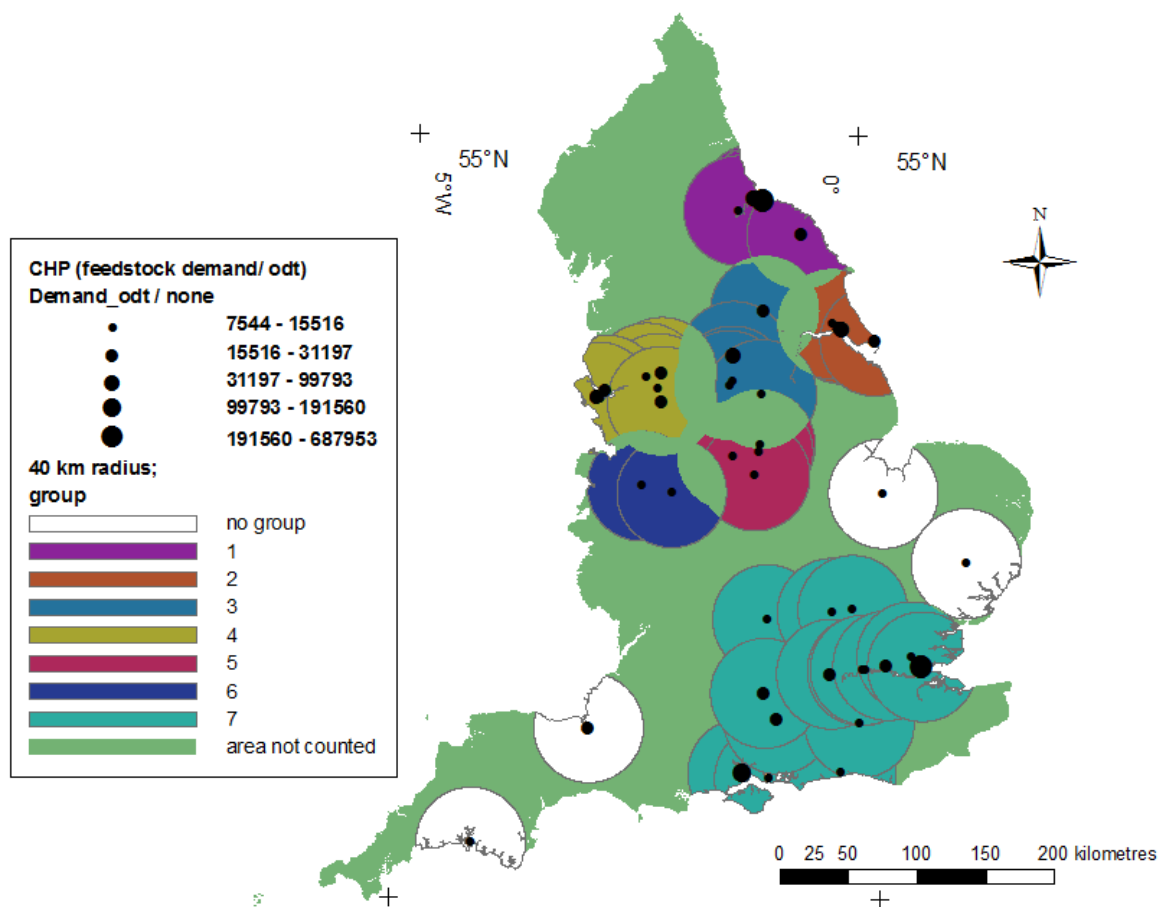 55°N
5°W
0°
55°N
N
CHP (feedstock demand/ odt)
Demand_odt / none
7544 - 15516
15516 - 31197
31197 - 99793
99793 - 191560
191560 - 687953
40 km radius;
group
no group
1
2
3
4
5
6
7
area not counted
0 25 50 100 150 200 kilometres